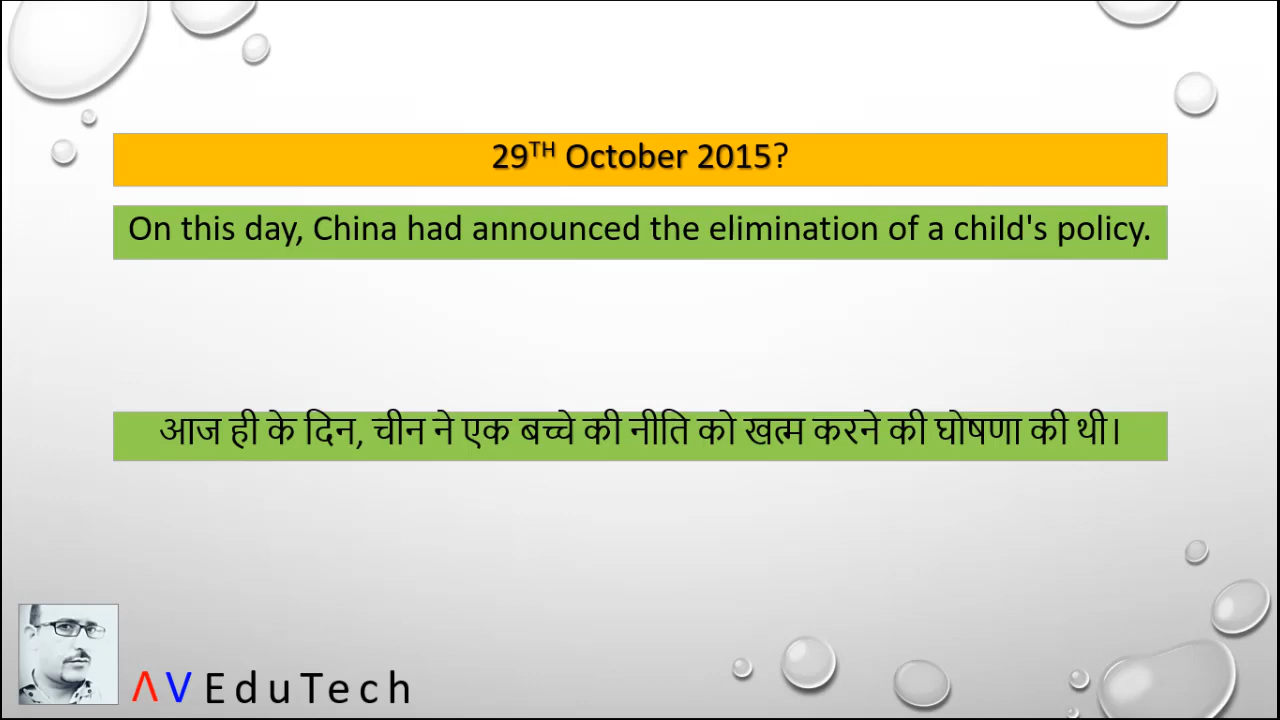 29TH October 2015?
On this day, China had announced the elimination of a child's policy.
आज ही के दिन, चीन ने एक बच्चे की नीति को खत्म करने की घोषणा की थी।
ΛV EduTech